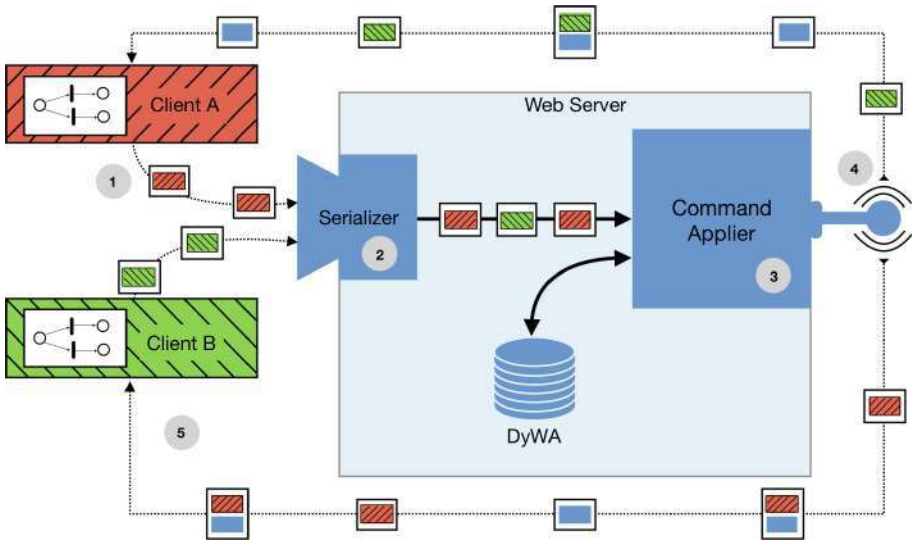 Client A
Web Server
1
4
Serializer
Command
Applier
2
3
Client B
DyWA
5